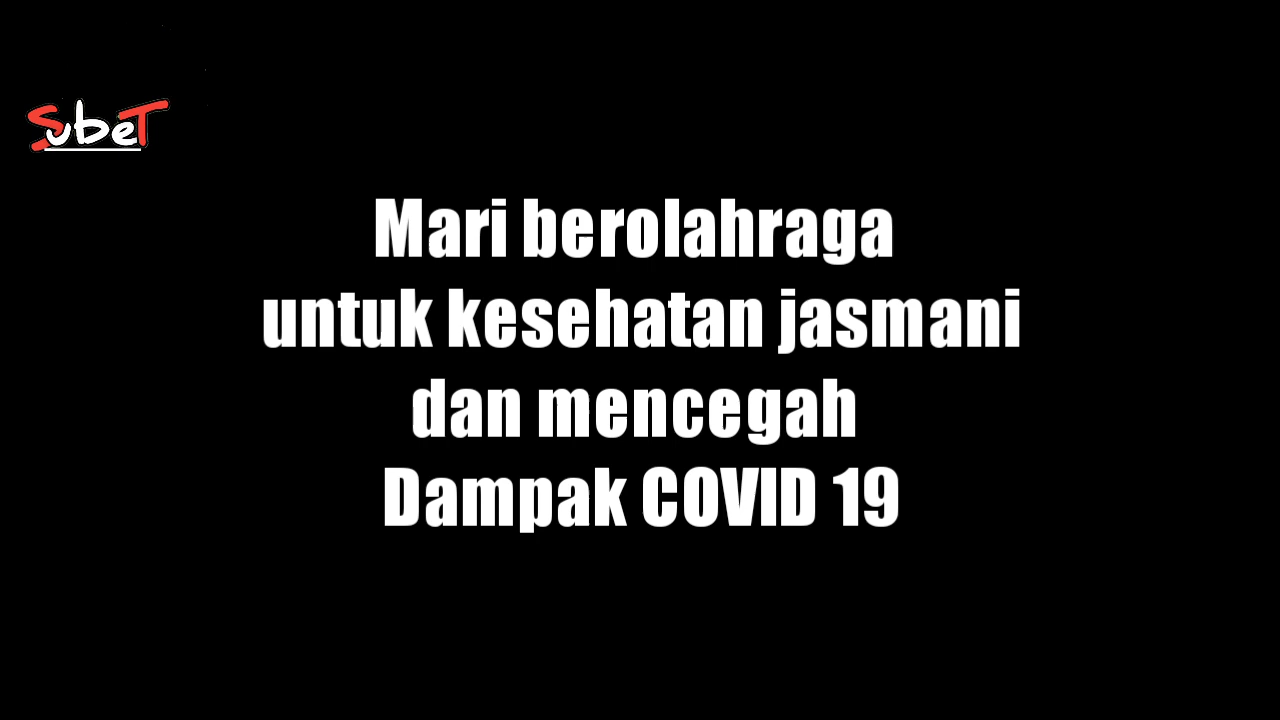 SubeT
Mari berolahraga
untuk kesehatan jasmani
dan mencegah
Dampak COVID 19